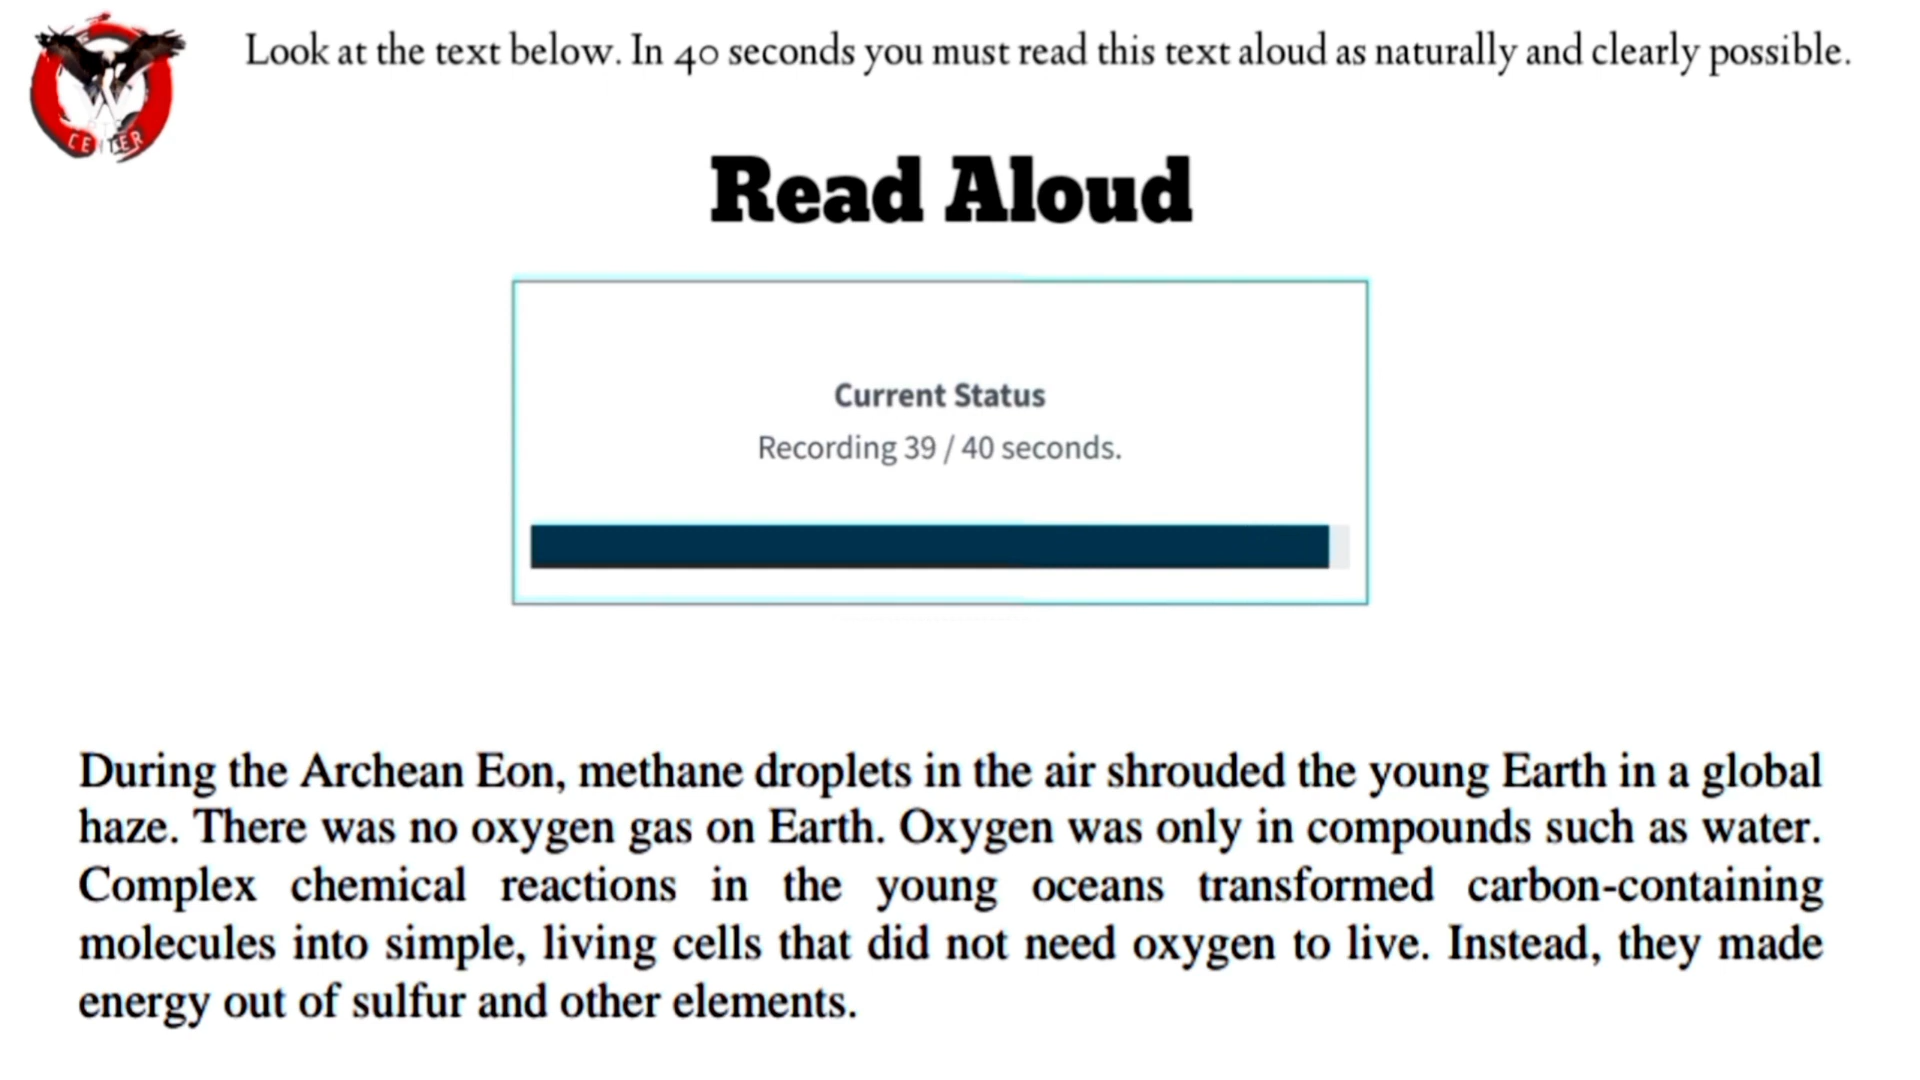 Look at the text below. In 40 seconds you must read this text aloud as naturally and clearly possible.
CENTER
Read Aloud
Current Status
Recording 39 / 40 seconds.
During the Archean Eon, methane droplets in the air shrouded the young Earth in a global
haze. There was no oxygen gas on Earth. Oxygen was only in compounds such as water.
Complex chemical reactions in the young oceans transformed carbon-containing
molecules into simple, living cells that did not need oxygen to live. Instead, they made
energy out of sulfur and other elements.